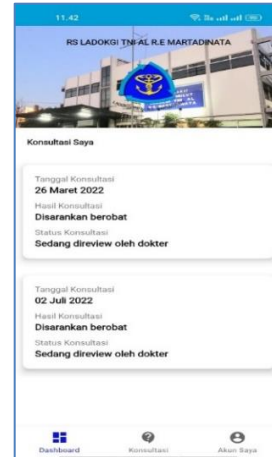 11.42
RS LADOKGI TNI-AL R.E MARTADINATA
Konsultasi Saya
Tanggal Konsultasi
26 Maret 2022
Hasil Konsultasi
Disarankan berobat
Status Konsultasi
Sedang direview oleh dokter
Tanggal Konsultasi
02 Juli 2022
Hasil Konsultasi
Disarankan berobat
Status Konsultasi
Sedang direview oleh dokter
Dashboard Konsultasi Akun Saya